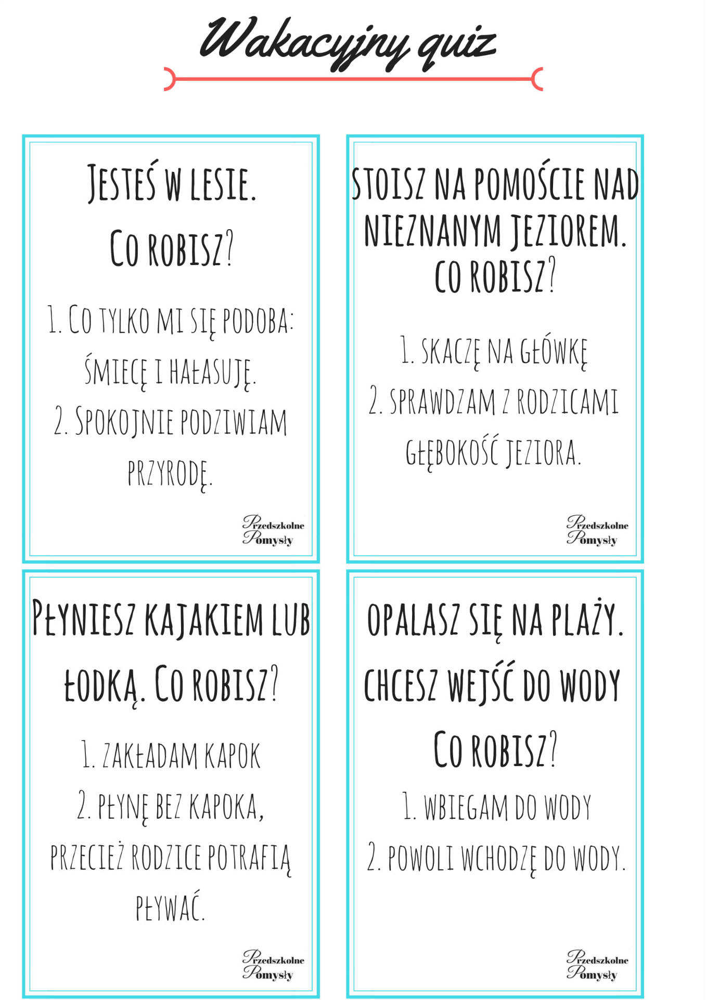 Wakacyjny quiz
Jesteś w lesie.
Co robisz?
1. Co tylko mi się podoba:
śmiecę i hałasuję.
2. Spokojnie podziwiam
przyrodę.
Przedszkolne
Pomysły
stoisz na pomoście nad
nieznanym jeziorem.
co robisz?
1. skaczę na główkę
2. sprawdzam z rodzicami
głębokość jeziora.
Przedszkolne
Pomysły
Płyniesz kajakiem lub
łodką. Co robisz?
1. zakładam kapok
2. płynę bez kapoka,
przecież rodzice potrafią
pływać.
Przedszkolne
Pomysły
opalasz się na plaży.
chcesz wejść do wody
Co robisz?
1. wbiegam do wody
2. powoli wchodzę do wody.
Przedszkolne
Pomysły